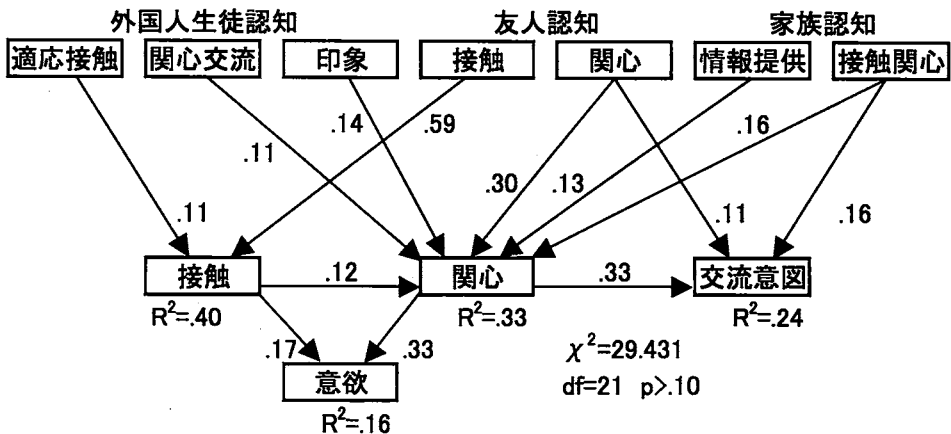 外国人生徒認知 友人認知 家族認知
適応接触 関心交流 印象 接触 関心 情報提供 接触関心
.14 .59 .16
.11
.30 .13
.11 .11 .16
接触 .12 関心 .33 交流意図
R²=.40 R²=.33 R²=.24
.17 .33 χ²=29.431
意欲 df=21 p>.10
R²=.16